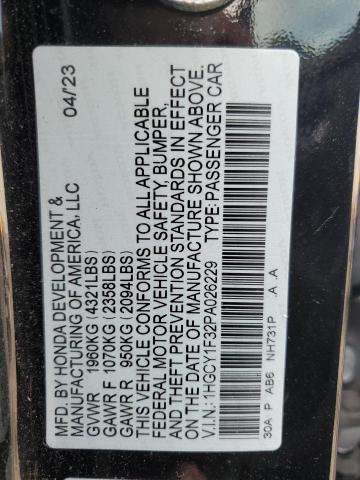 MFD. BY HONDA DEVELOPMENT & 04/'23
MANUFACTURING OF AMERICA, LLC
GVWR 1960KG (4321LBS)
GAWR F 1070KG (2358LBS)
GAWR R 950KG (2094LBS)
THIS VEHICLE CONFORMS TO ALL APPLICABLE
FEDERAL MOTOR VEHICLE SAFETY, BUMPER,
AND THEFT PREVENTION STANDARDS IN EFFECT
ON THE DATE OF MANUFACTURE SHOWN ABOVE.
V.I.N.:1HGCY1F32PA026229 TYPE:PASSENGER CAR
30A P AB6 NH731P .A .A